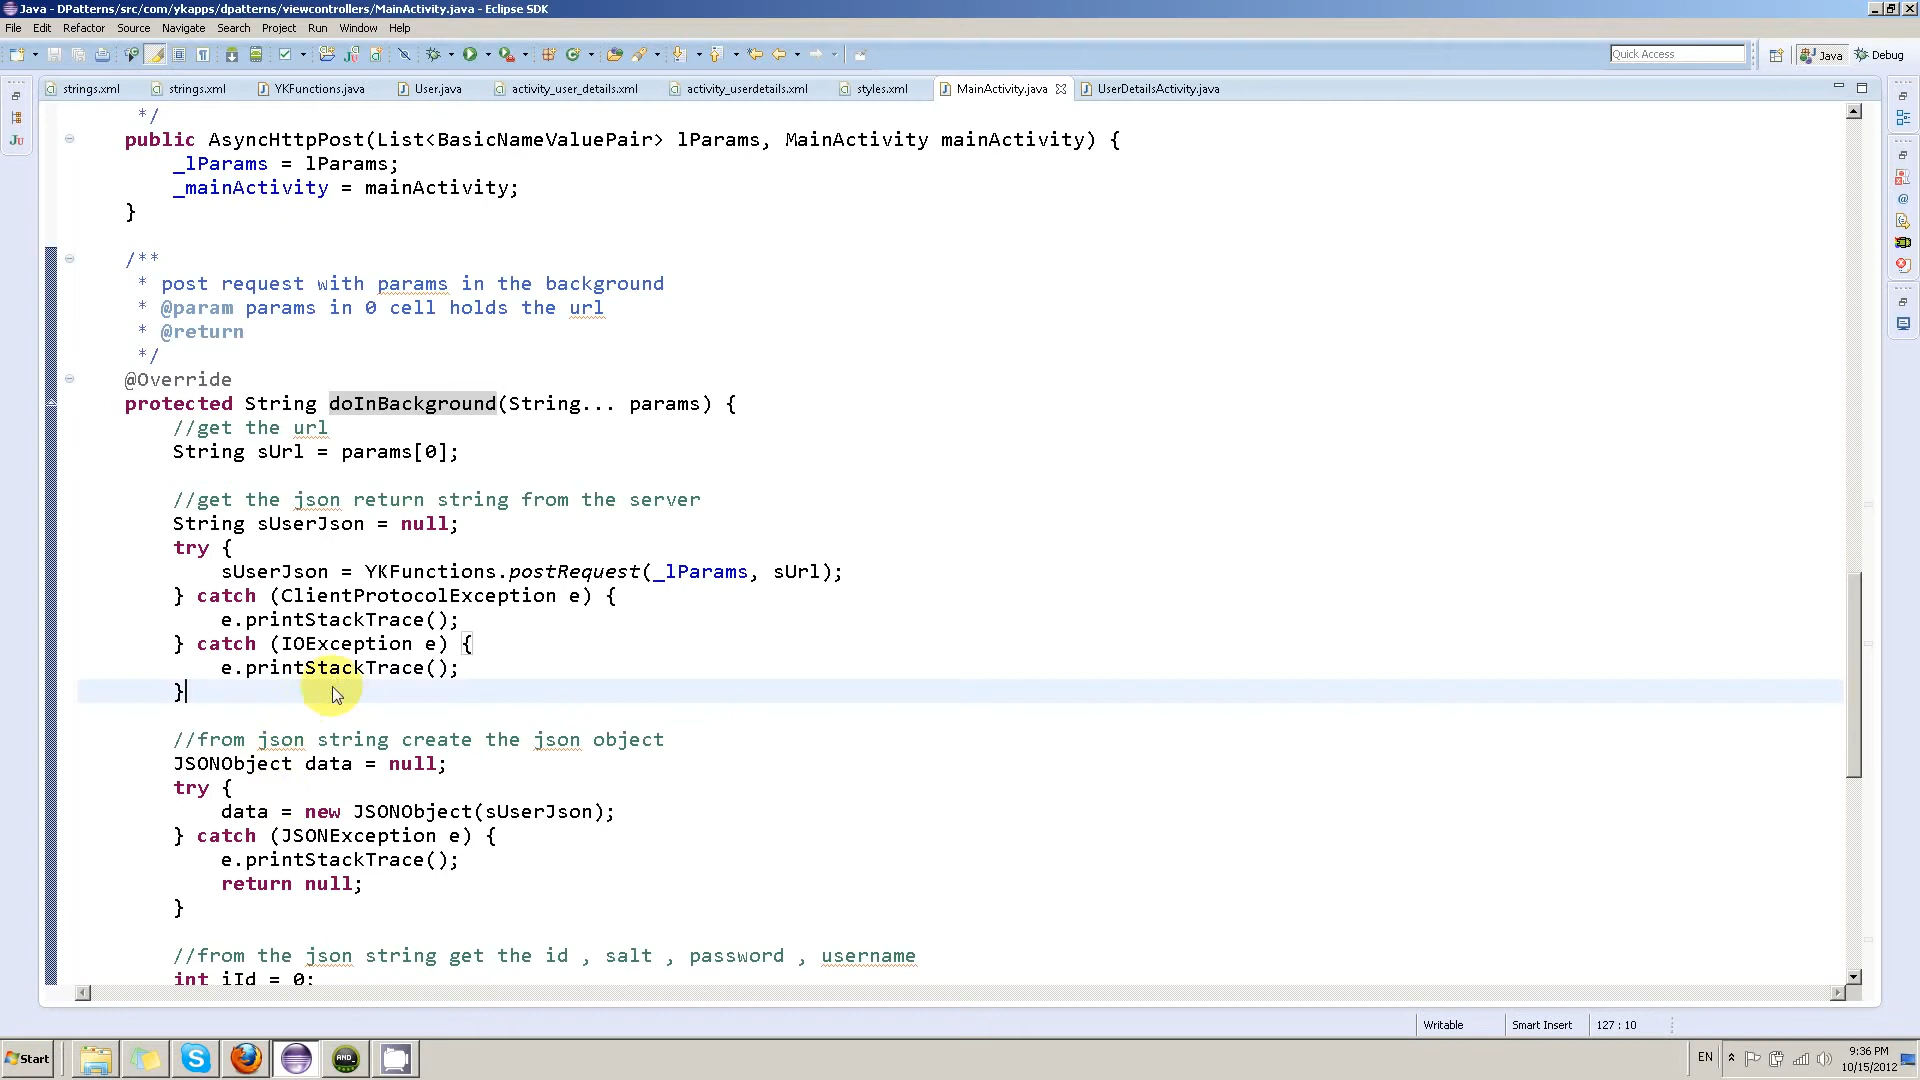 Java - DPatterns/src/com/ykapps/dpatterns/viewcontrollers/MainActivity.java - Eclipse SDK
File Edit Refactor Source Navigate Search Project Run Window Help
Quick Access Java Debug
strings.xml strings.xml YKFunctions.java User.java activity_user_details.xml activity_userdetails.xml styles.xml MainActivity.java UserDetailsActivity.java
*/
public AsyncHttpPost(List<BasicNameValuePair> lParams, MainActivity mainActivity) {
_lParams = lParams;
_mainActivity = mainActivity;
}
/**
* post request with params in the background
* @param params in 0 cell holds the url
* @return
*/
@Override
protected String doInBackground(String... params) {
//get the url
String sUrl = params[0];
//get the json return string from the server
String sUserJson = null;
try {
sUserJson = YKFunctions.postRequest(_lParams, sUrl);
} catch (ClientProtocolException e) {
e.printStackTrace();
} catch (IOException e) {
e.printStackTrace();
}
//from json string create the json object
JSONObject data = null;
try {
data = new JSONObject(sUserJson);
} catch (JSONException e) {
e.printStackTrace();
return null;
}
//from the json string get the id , salt , password , username
int iId = 0;
Writable Smart Insert 127 : 10
Start EN 9:36 PM
10/15/2012